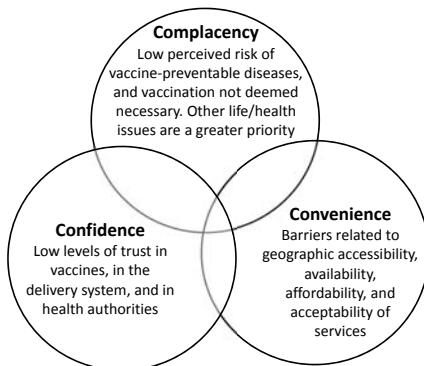 Complacency
Low perceived risk of
vaccine-preventable diseases,
and vaccination not deemed
necessary. Other life/health
issues are a greater priority
Confidence
Low levels of trust in
vaccines, in the
delivery system, and in
health authorities
Convenience
Barriers related to
geographic accessibility,
availability,
affordability, and
acceptability of
services